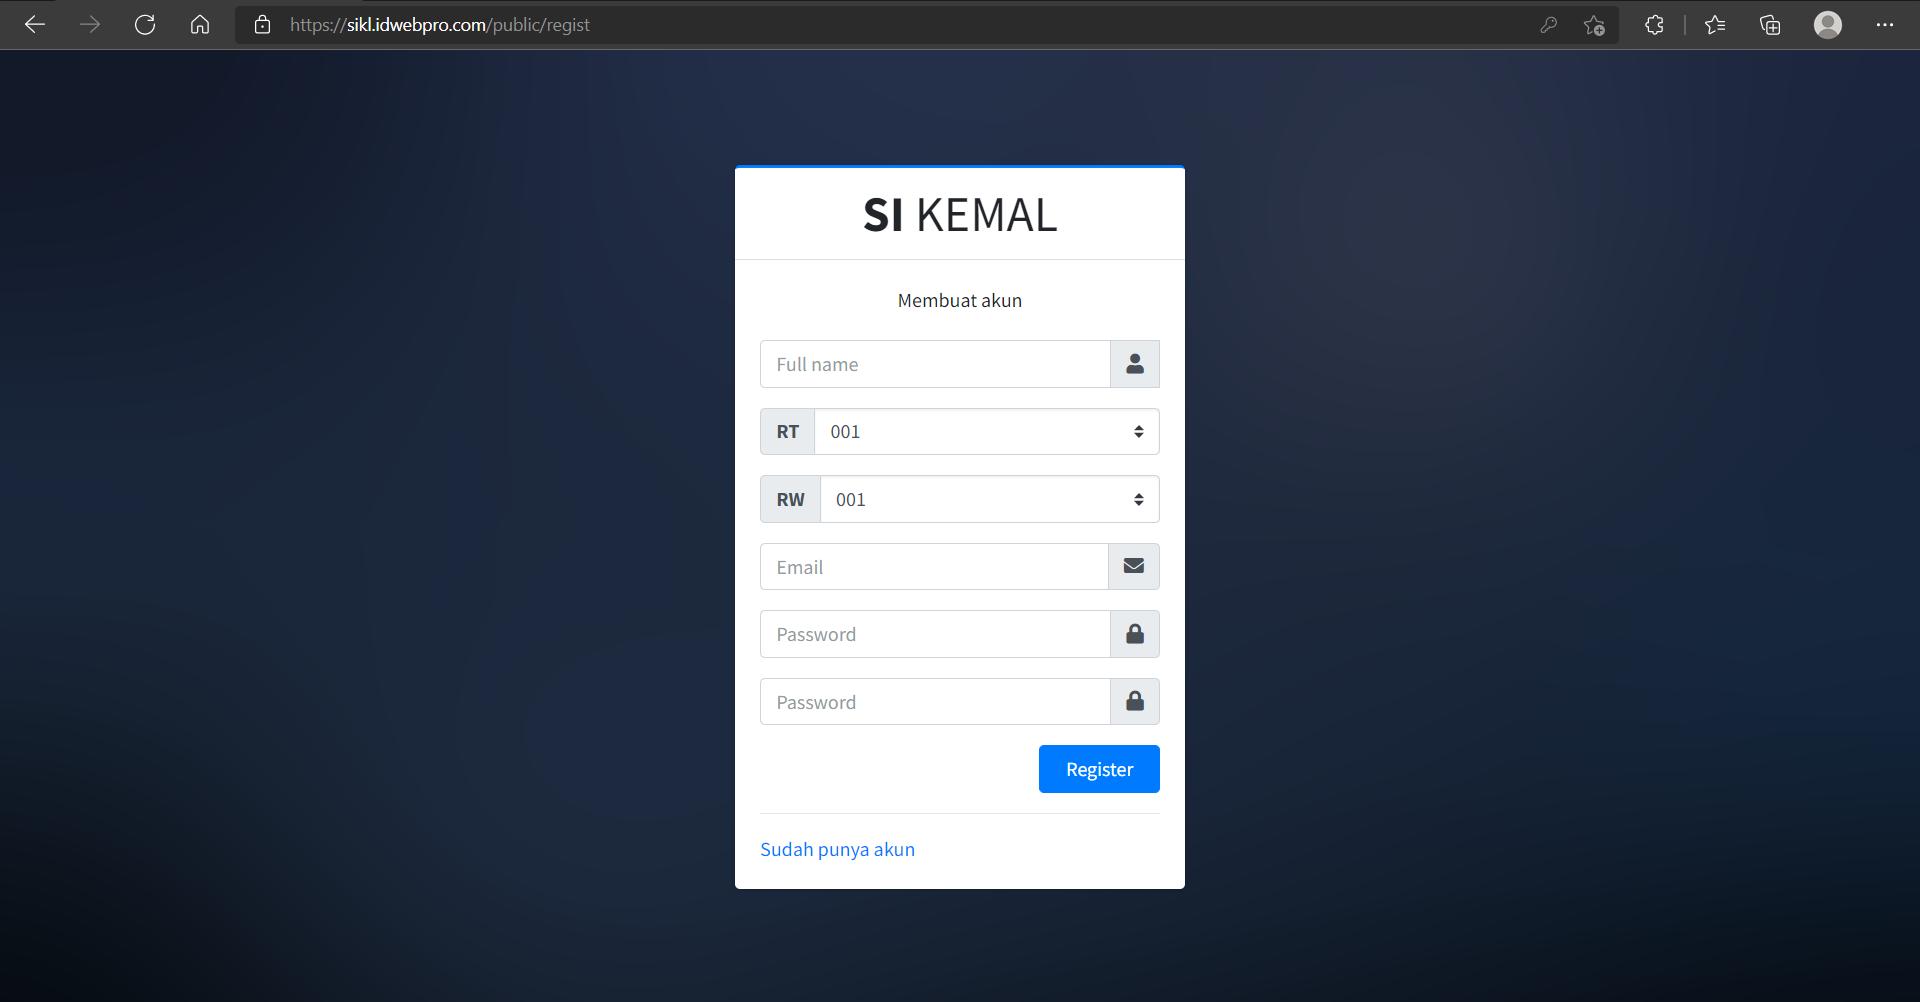 https://sikl.idwebpro.com/public/regist
SI KEMAL
Membuat akun
Full name
RT 001
RW 001
Email
Password
Password
Register
Sudah punya akun